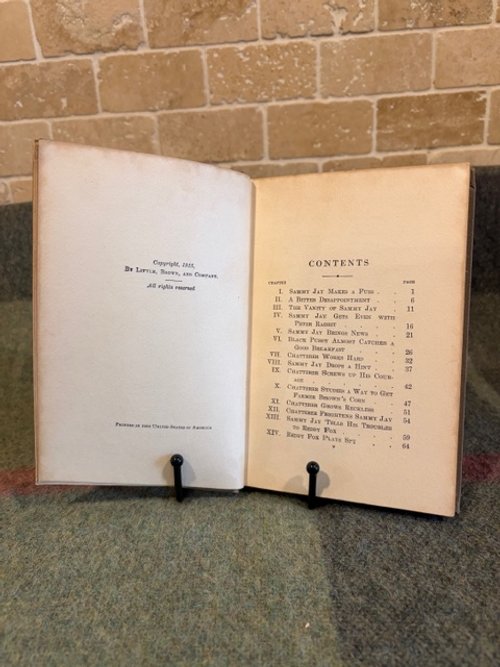 Copyright, 1915,
By Little, Brown, and Company.
All rights reserved
Printed in the United States of America
CONTENTS
CHAPTER PAGE
I. Sammy Jay Makes a Fuss . 1
II. A Bitter Disappointment . 6
III. The Vanity of Sammy Jay 11
IV. Sammy Jay Gets Even with
Peter Rabbit . . . . 16
V. Sammy Jay Brings News . 21
VI. Black Pussy Almost Catches a
Good Breakfast . . . 26
VII. Chatterer Works Hard . . 32
VIII. Sammy Jay Drops a Hint . 37
IX. Chatterer Screws up His Cour-
age . . . . . . 42
X. Chatterer Studies a Way to Get
Farmer Brown's Corn . . 47
XI. Chatterer Grows Reckless . 51
XII. Chatterer Frightens Sammy Jay 54
XIII. Sammy Jay Tells His Troubles
to Reddy Fox . . . . 59
XIV. Reddy Fox Plays Spy . . 64